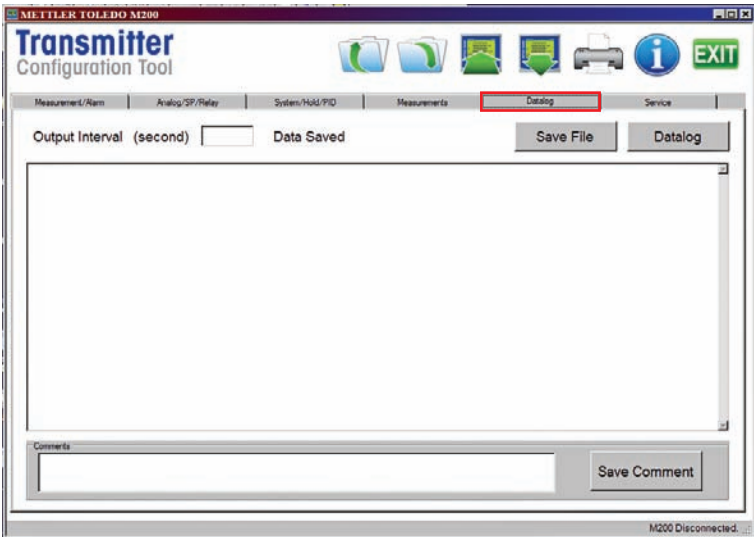 METTLER TOLEDO M200
Transmitter
Configuration Tool
EXIT
Measurement/Alarm Analog/SP/Relay System/Hold/PID Measurements Datalog Service
Output Interval (second) Data Saved Save File Datalog
Comments
Save Comment
M200 Disconnected.